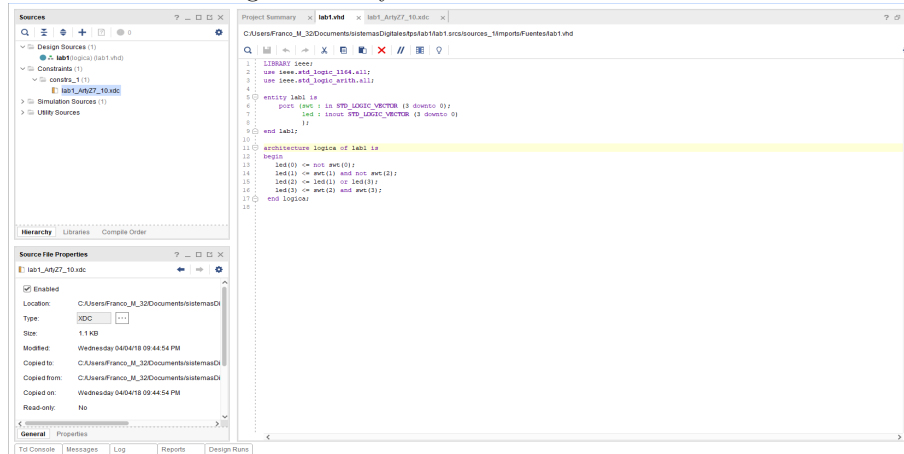 Sources
? _ □ X
0
Design Sources (1)
lab1(logica) (lab1.vhd)
Constraints (1)
constrs_1 (1)
lab1_ArtyZ7_10.xdc
Simulation Sources (1)
Utility Sources
Hierarchy Libraries Compile Order
Source File Properties
? _ □ X
lab1_ArtyZ7_10.xdc
Enabled
Location: C:/Users/Franco_M_32/Documents/sistemasDi
Type: XDC ...
Size: 1.1 KB
Modified: Wednesday 04/04/18 09:44:54 PM
Copied to: C:/Users/Franco_M_32/Documents/sistemasDi
Copied from: C:/Users/Franco_M_32/Documents/sistemasDi
Copied on: Wednesday 04/04/18 09:44:54 PM
Read-only: No
General Properties
Tcl Console Messages Log Reports Design Runs
Project Summary x lab1.vhd x lab1_ArtyZ7_10.xdc x
C:/Users/Franco_M_32/Documents/sistemasDigitales/tps/lab1/lab1.srcs/sources_1/imports/Fuentes/lab1.vhd
1 LIBRARY ieee;
2 use ieee.std_logic_1164.all;
3 use ieee.std_logic_arith.all;
4
5 entity lab1 is
6 port (swt : in STD_LOGIC_VECTOR (3 downto 0);
7 led : inout STD_LOGIC_VECTOR (3 downto 0)
8 );
9 end lab1;
10
11 architecture logica of lab1 is
12 begin
13 led(0) <= not swt(0);
14 led(1) <= swt(1) and not swt(2);
15 led(2) <= led(1) or led(3);
16 led(3) <= swt(2) and swt(3);
17 end logica;
18